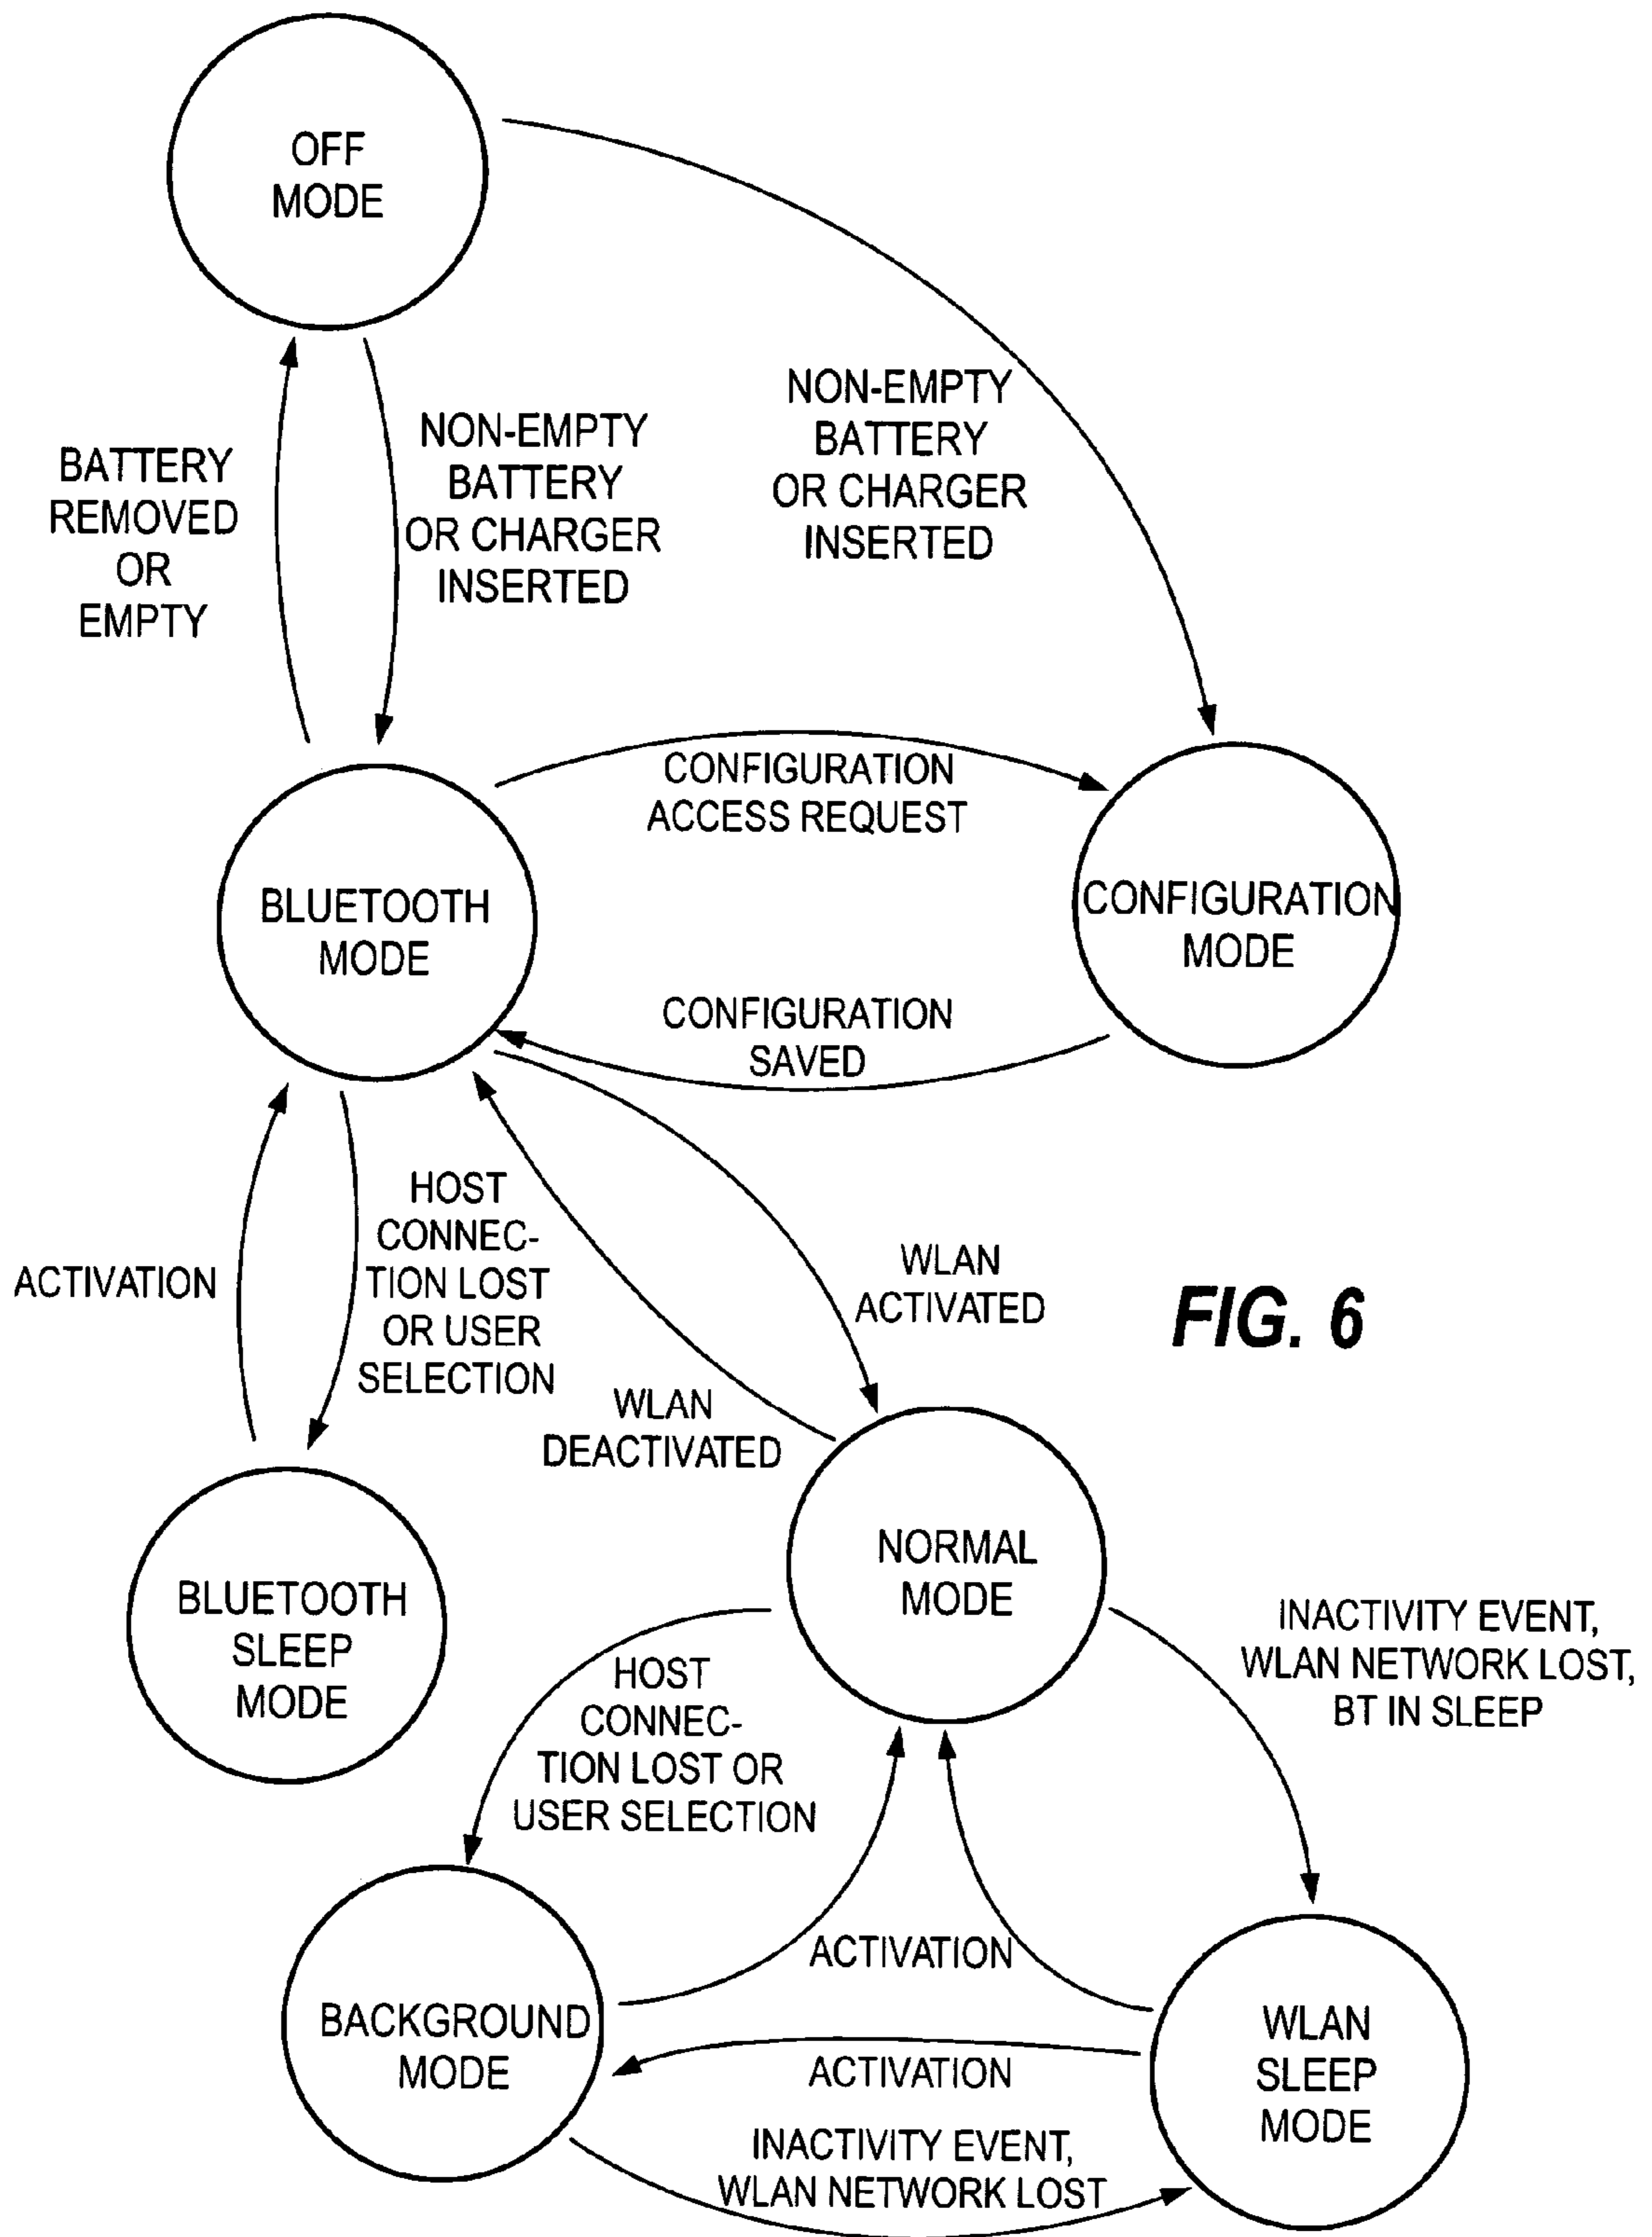 OFF
MODE
NON-EMPTY
BATTERY
OR CHARGER
INSERTED
NON-EMPTY
BATTERY
OR CHARGER
INSERTED
BATTERY
REMOVED
OR
EMPTY
CONFIGURATION
ACCESS REQUEST
BLUETOOTH
MODE
CONFIGURATION
MODE
CONFIGURATION
SAVED
HOST
CONNEC-
TION LOST
OR USER
SELECTION
ACTIVATION
WLAN
ACTIVATED
FIG. 6
WLAN
DEACTIVATED
NORMAL
MODE
BLUETOOTH
SLEEP
MODE
INACTIVITY EVENT,
WLAN NETWORK LOST,
BT IN SLEEP
HOST
CONNEC-
TION LOST OR
USER SELECTION
ACTIVATION
BACKGROUND
MODE
WLAN
SLEEP
MODE
ACTIVATION
INACTIVITY EVENT,
WLAN NETWORK LOST